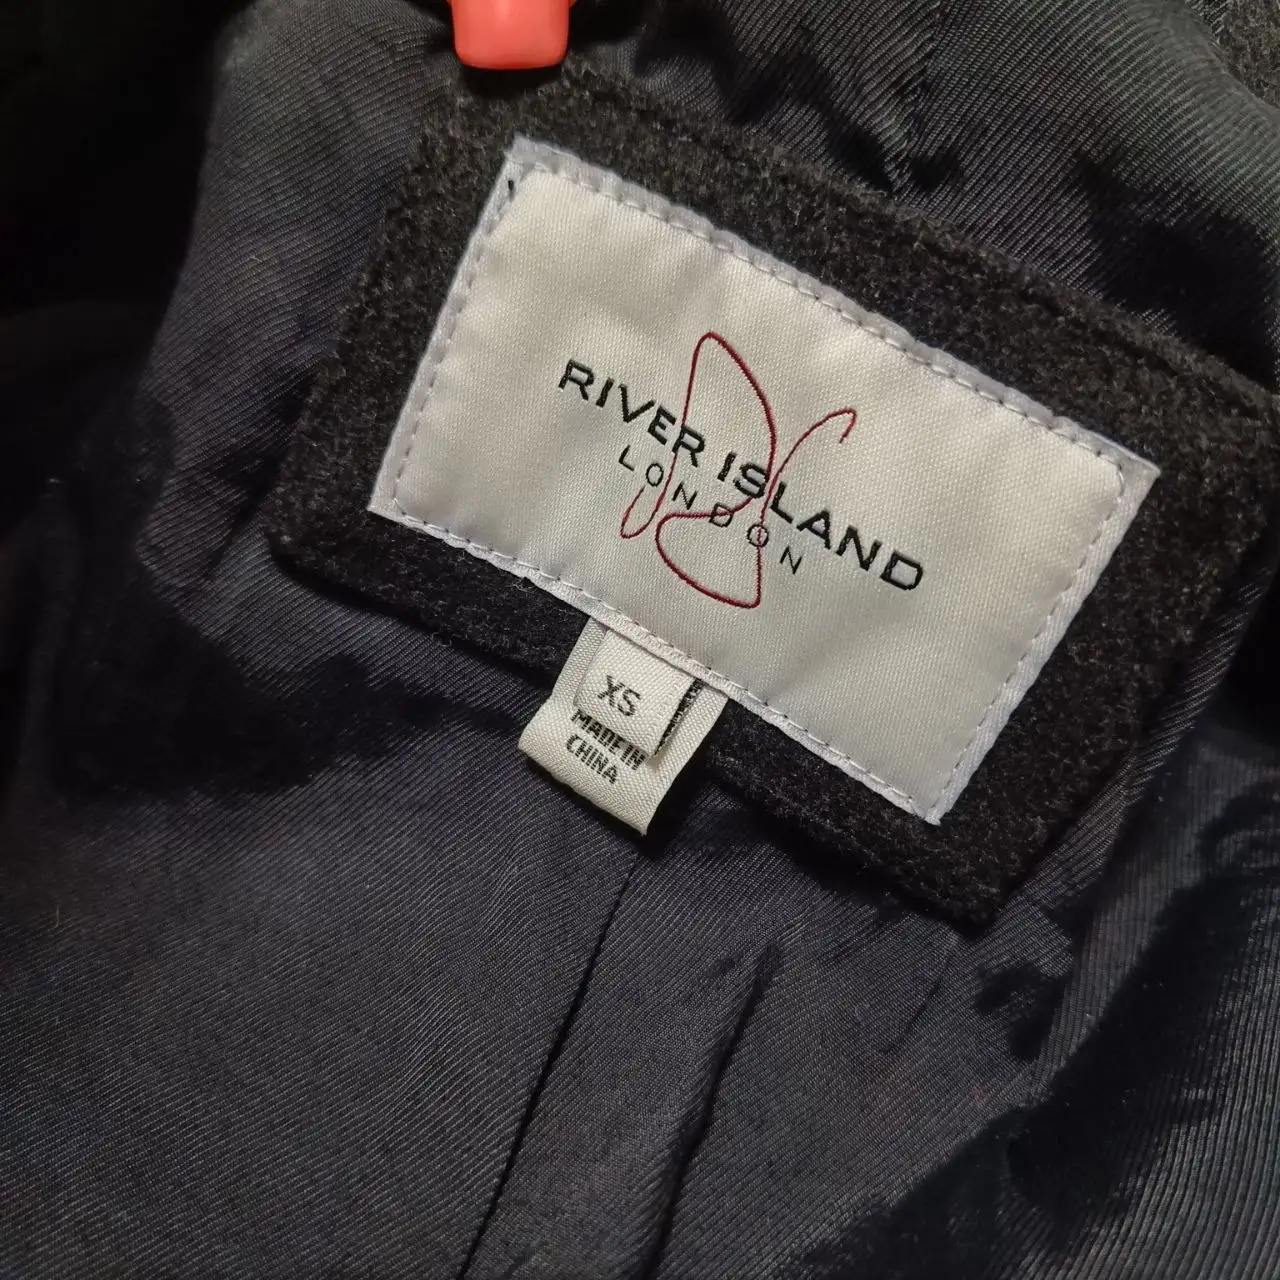 RIVER ISLAND
LONDON
XS
MADE IN
CHINA